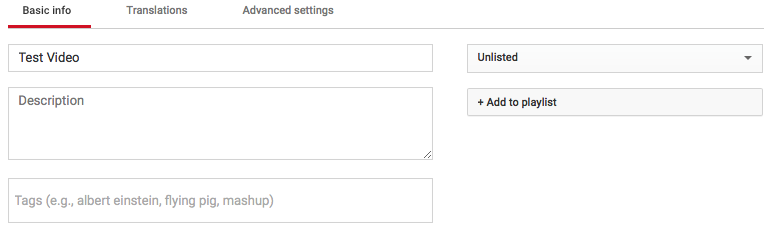 Basic info Translations Advanced settings
Test Video
Unlisted
Description
+ Add to playlist
Tags (e.g., albert einstein, flying pig, mashup)